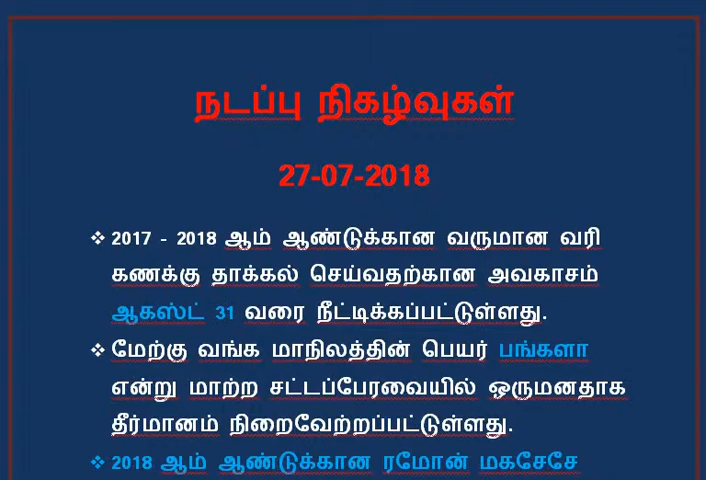 நடப்பு நிகழ்வுகள்
27-07-2018
❖ 2017 - 2018 ஆம் ஆண்டுக்கான வருமான வரி
கணக்கு தாக்கல் செய்வதற்கான அவகாசம்
ஆகஸ்ட் 31 வரை நீட்டிக்கப்பட்டுள்ளது.
❖ மேற்கு வங்க மாநிலத்தின் பெயர் பங்களா
என்று மாற்ற சட்டப்பேரவையில் ஒருமனதாக
தீர்மானம் நிறைவேற்றப்பட்டுள்ளது.
❖ 2018 ஆம் ஆண்டுக்கான ரமோன் மகசேசே